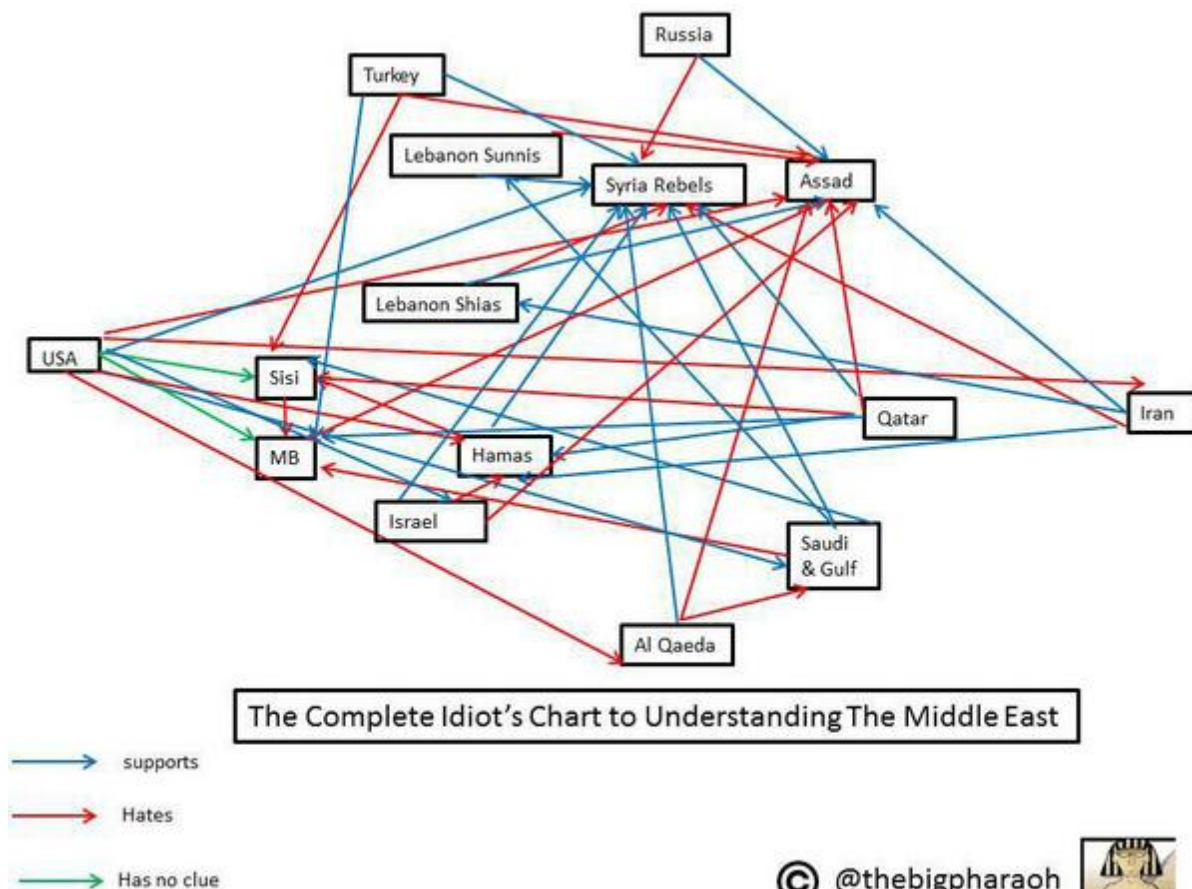 Russia
Turkey
Lebanon Sunnis
Syria Rebels
Assad
Lebanon Shias
USA
Sisi
Qatar
Iran
MB
Hamas
Israel
Saudi
& Gulf
Al Qaeda
The Complete Idiot's Chart to Understanding The Middle East
supports
Hates
Has no clue
© @thebigpharaoh